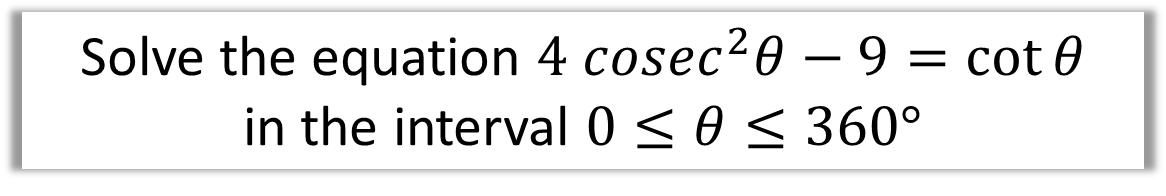 Solve the equation 4 cosec²θ − 9 = cot θ
in the interval 0 ≤ θ ≤ 360°